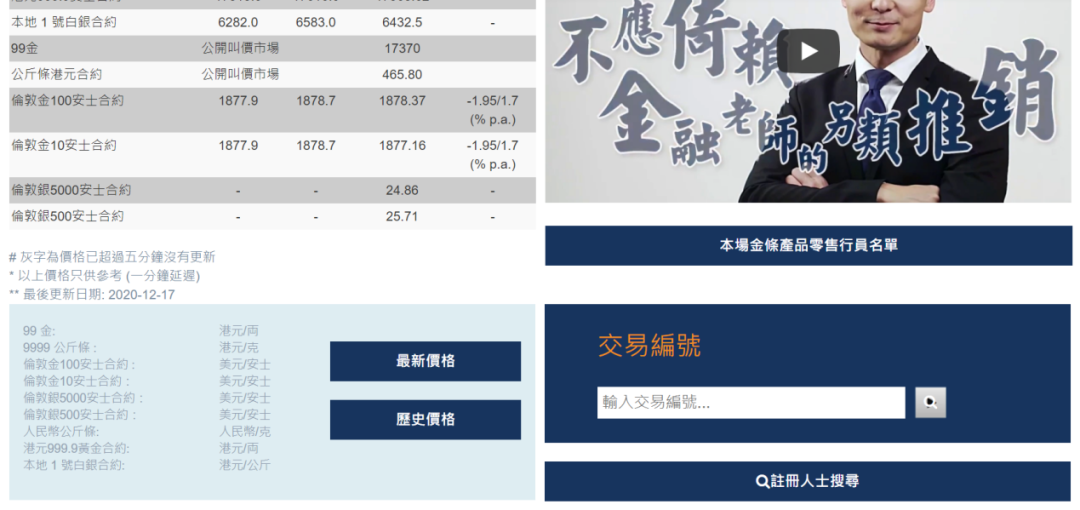 本地 1 號白銀合約 6282.0 6583.0 6432.5 -
99金 公開叫價市場 17370
公斤條港元合約 公開叫價市場 465.80
倫敦金100安士合約 1877.9 1878.7 1878.37 -1.95/1.7
(% p.a.)
倫敦金10安士合約 1877.9 1878.7 1877.16 -1.95/1.7
(% p.a.)
倫敦銀5000安士合約 - - 24.86 -
倫敦銀500安士合約 - - 25.71 -
# 灰字為價格已超過五分鐘沒有更新
* 以上價格只供參考 (一分鐘延遲)
** 最後更新日期: 2020-12-17
99 金: 港元/両
9999 公斤條 : 港元/克
倫敦金100安士合約 : 美元/安士
倫敦金10安士合約 : 美元/安士
倫敦銀5000安士合約 : 美元/安士
倫敦銀500安士合約 : 美元/安士
人民幣公斤條: 人民幣/克
港元999.9黃金合約: 港元/両
本地 1 號白銀合約: 港元/公斤
最新價格
歷史價格
不應倚賴
金融老師的另類推銷
本場金條產品零售行員名單
交易編號
輸入交易編號...
註冊人士搜尋